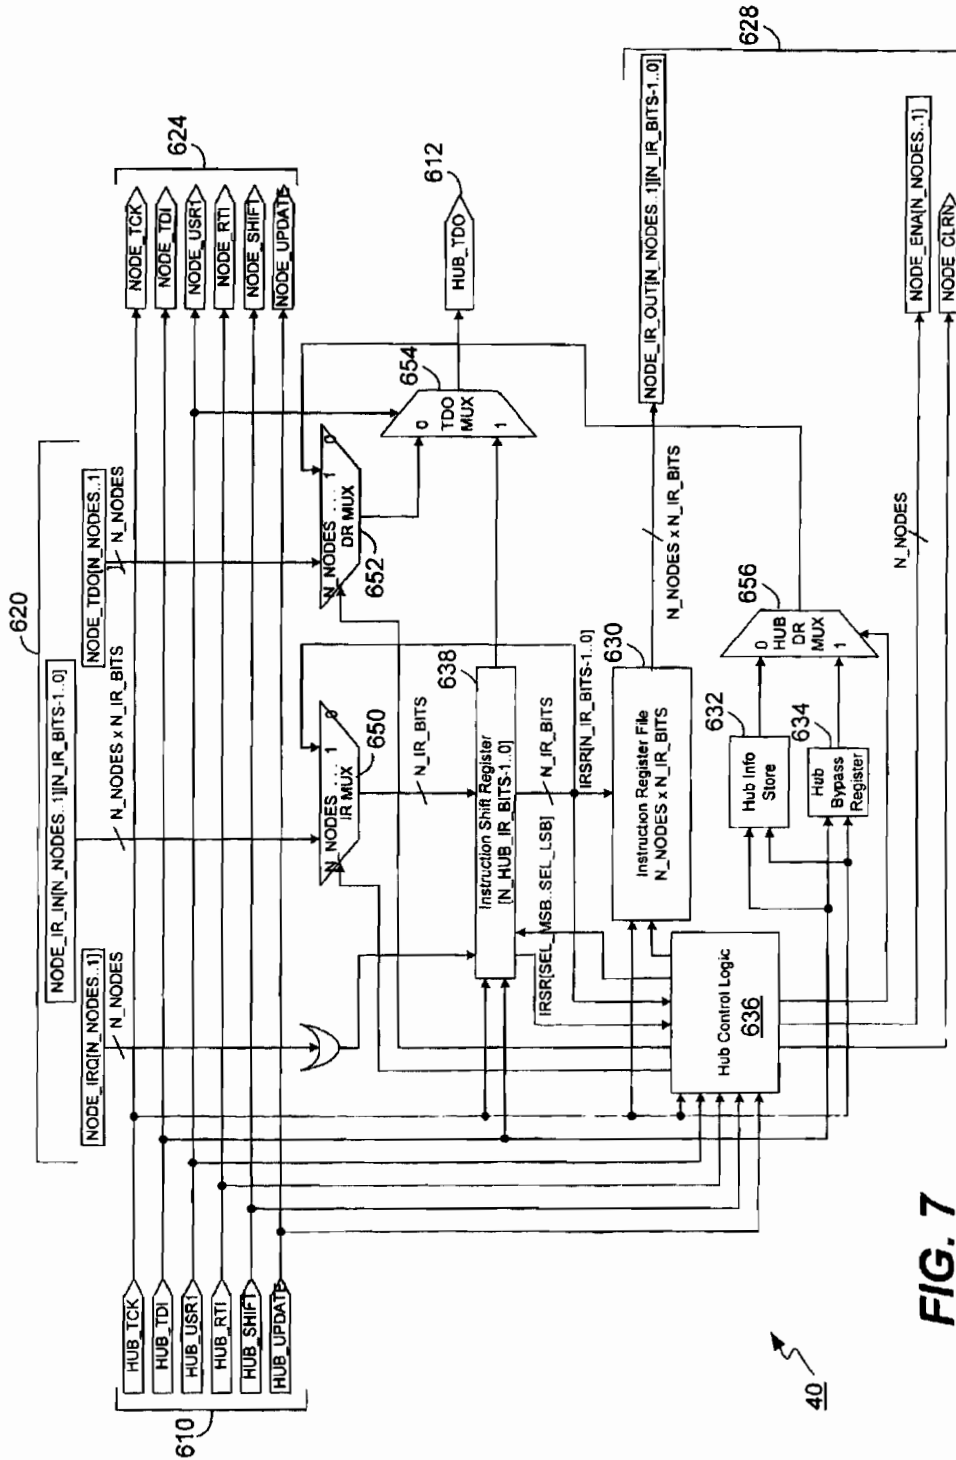 610
HUB_TCK
HUB_TDI
HUB_USR1
HUB_RTI
HUB_SHIFT
HUB_UPDATE
620
NODE_IRQ[N_NODES..1]
N_NODES
NODE_IR_IN[N_NODES..1][N_IR_BITS-1..0]
N_NODES x N_IR_BITS
NODE_TDO[N_NODES..1]
N_NODES
624
NODE_TCK
NODE_TDI
NODE_USR1
NODE_RTI
NODE_SHIFT
NODE_UPDATE
N_NODES ... 1 0
IR MUX
650
N_NODES ... 1 0
DR MUX
652
654
0
TDO
MUX
1
612
HUB_TDO
N_IR_BITS
638
Instruction Shift Register
[N_HUB_IR_BITS-1..0]
IRSR[SEL_MSB..SEL_LSB]
N_IR_BITS
IRSR[N_IR_BITS-1..0]
630
Instruction Register File
N_NODES x N_IR_BITS
N_NODES x N_IR_BITS
628
NODE_IR_OUT[N_NODES..1][N_IR_BITS-1..0]
Hub Control Logic
636
632
Hub Info
Store
634
Hub
Bypass
Register
656
0
HUB
DR
MUX
1
N_NODES
NODE_ENA[N_NODES..1]
NODE_CLRN
40
FIG. 7